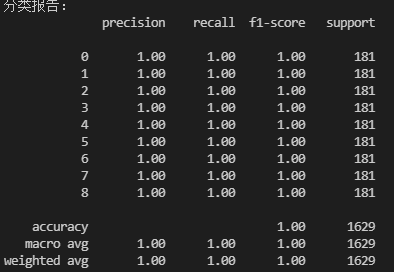 分类报告:
precision recall f1-score support
0 1.00 1.00 1.00 181
1 1.00 1.00 1.00 181
2 1.00 1.00 1.00 181
3 1.00 1.00 1.00 181
4 1.00 1.00 1.00 181
5 1.00 1.00 1.00 181
6 1.00 1.00 1.00 181
7 1.00 1.00 1.00 181
8 1.00 1.00 1.00 181
accuracy 1.00 1629
macro avg 1.00 1.00 1.00 1629
weighted avg 1.00 1.00 1.00 1629